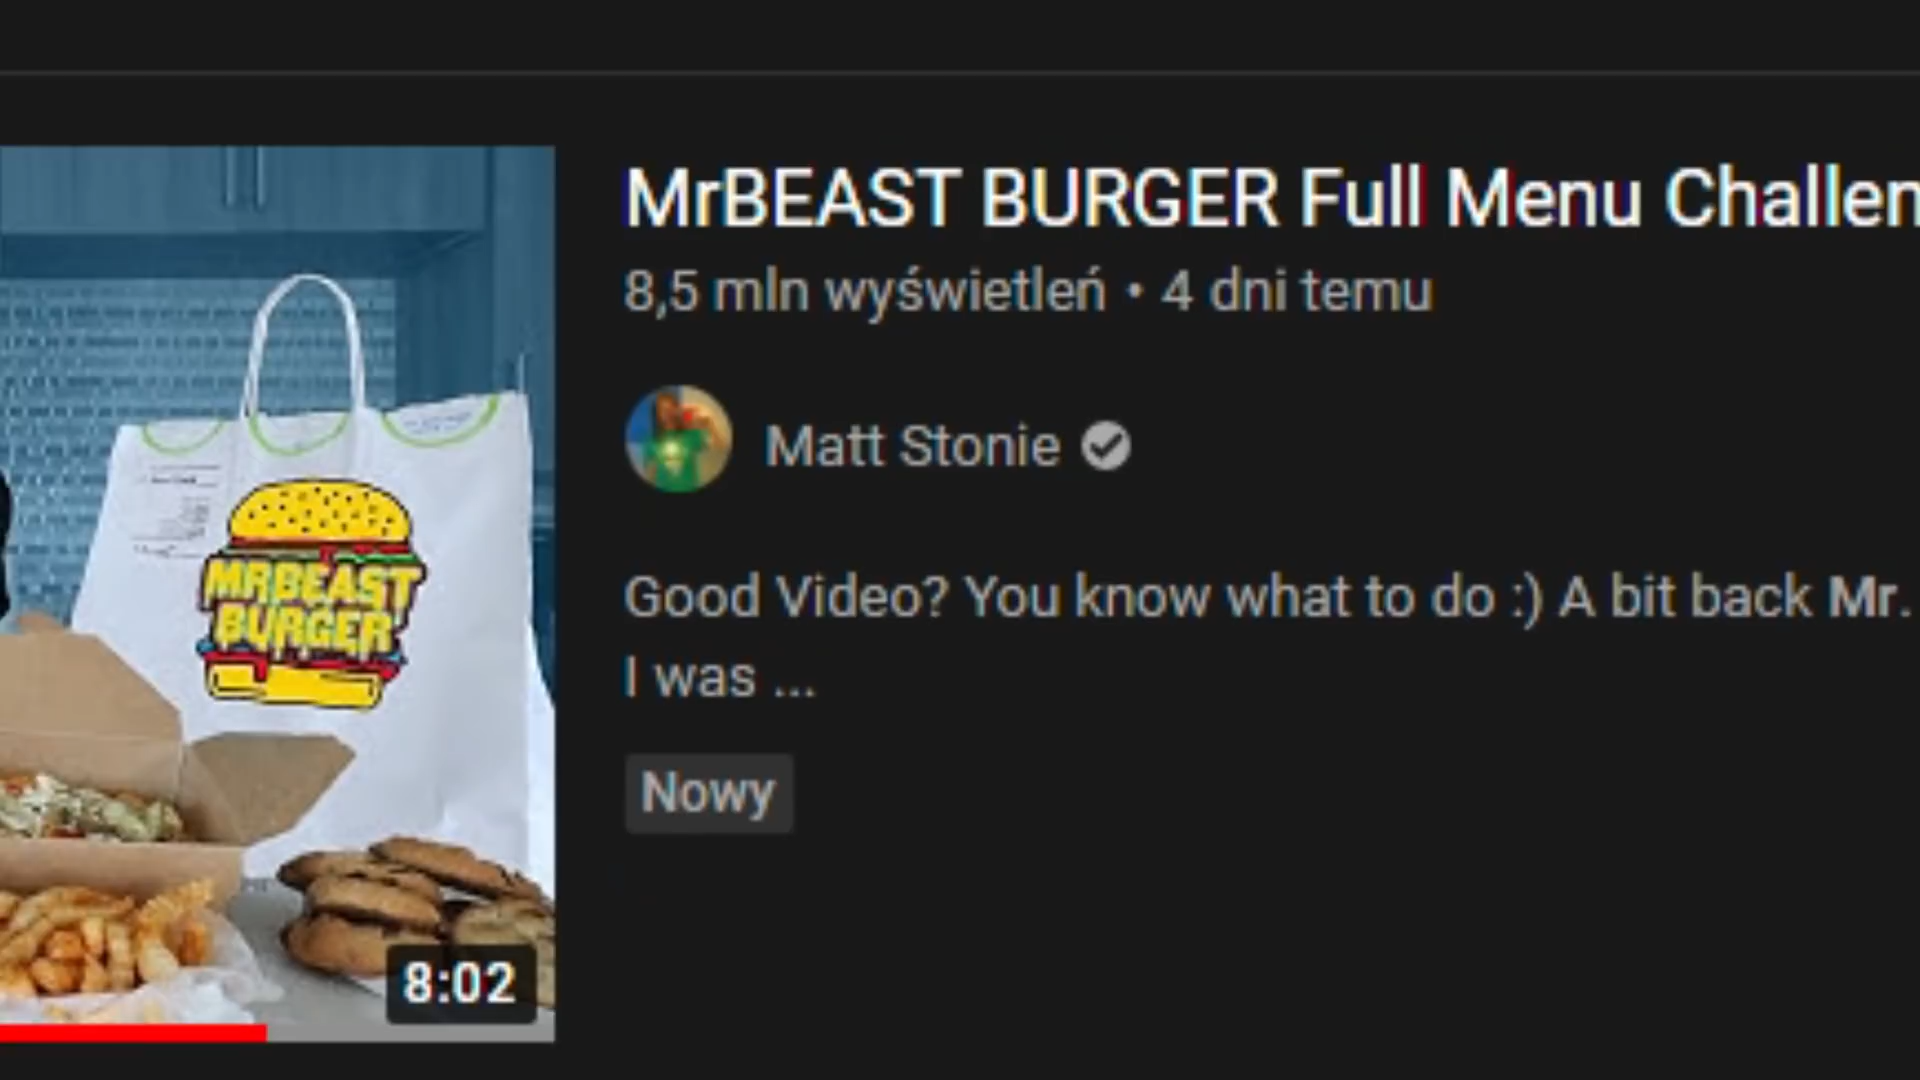 MrBEAST BURGER Full Menu Challen
8,5 mln wyświetleń • 4 dni temu
Matt Stonie
Good Video? You know what to do :) A bit back Mr.
I was ...
Nowy
MRBEAST
BURGER
8:02